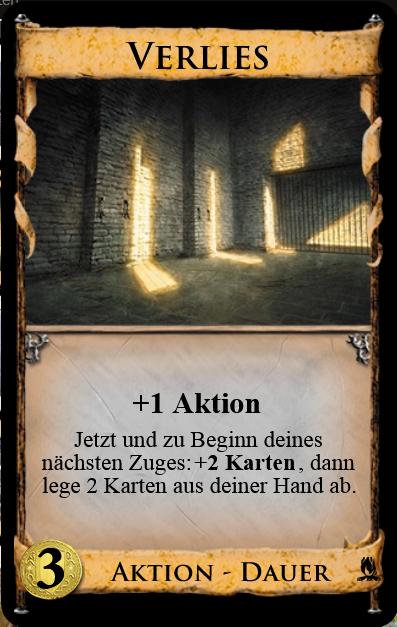 Verlies
+1 Aktion
Jetzt und zu Beginn deines
nächsten Zuges: +2 Karten, dann
lege 2 Karten aus deiner Hand ab.
3
Aktion - Dauer